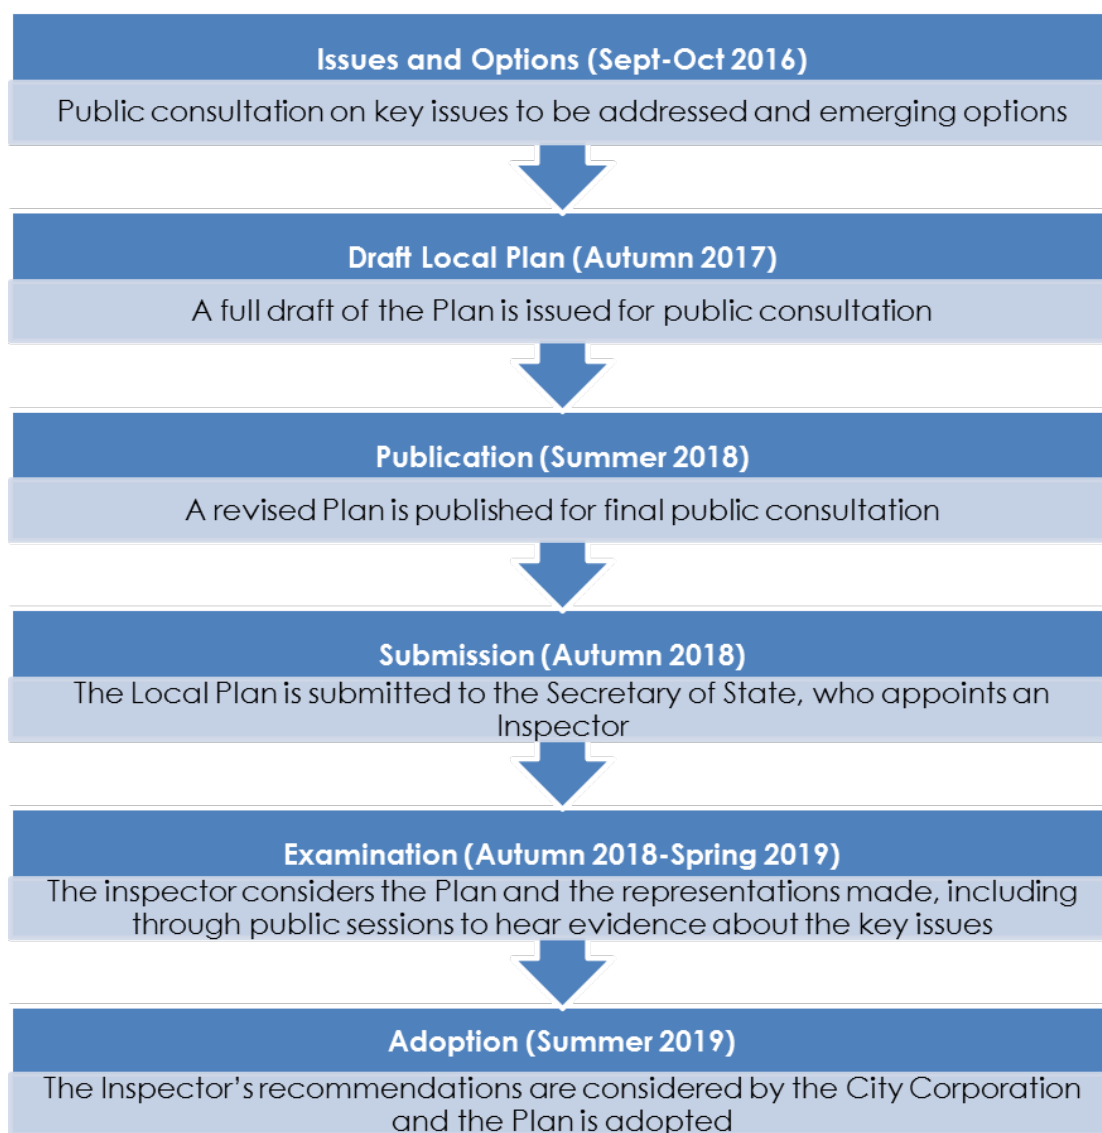 Issues and Options (Sept-Oct 2016)
Public consultation on key issues to be addressed and emerging options
Draft Local Plan (Autumn 2017)
A full draft of the Plan is issued for public consultation
Publication (Summer 2018)
A revised Plan is published for final public consultation
Submission (Autumn 2018)
The Local Plan is submitted to the Secretary of State, who appoints an
Inspector
Examination (Autumn 2018-Spring 2019)
The inspector considers the Plan and the representations made, including
through public sessions to hear evidence about the key issues
Adoption (Summer 2019)
The Inspector’s recommendations are considered by the City Corporation
and the Plan is adopted